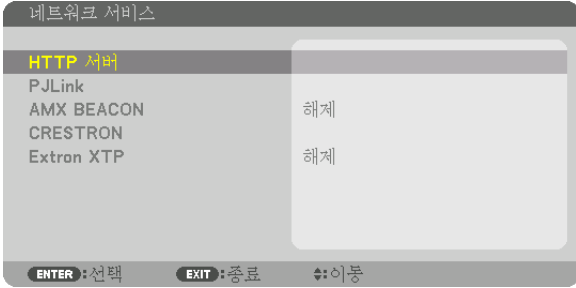 네트워크 서비스
HTTP 서버
PJLink
AMX BEACON 해제
CRESTRON
Extron XTP 해제
ENTER:선택 EXIT:종료 :이동